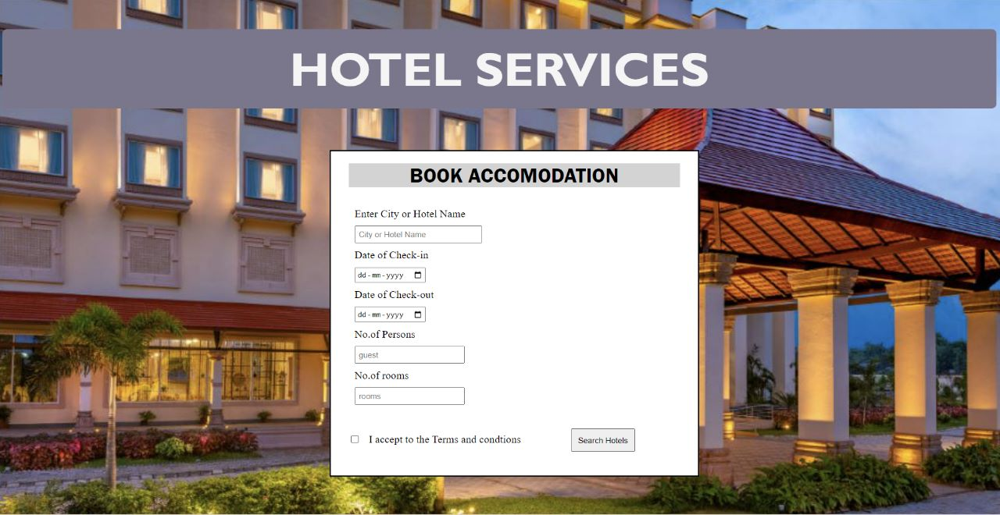 HOTEL SERVICES
BOOK ACCOMODATION
Enter City or Hotel Name
City or Hotel Name
Date of Check-in
dd-mm-yyyy
Date of Check-out
dd-mm-yyyy
No.of Persons
guest
No.of rooms
rooms
I accept to the Terms and condtions Search Hotels